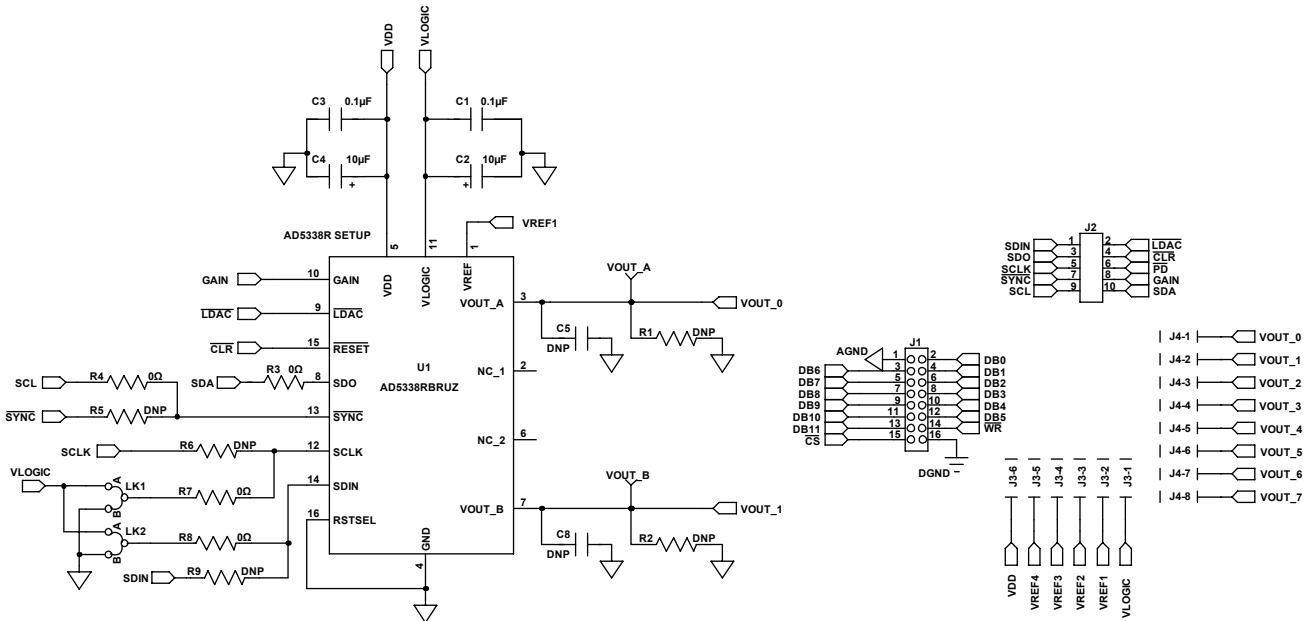 VDD
VLOGIC
C3 0.1µF
C1 0.1µF
C4 10µF
+
C2 10µF
+
VREF1
AD5338R SETUP
5
11
1
VDD
VLOGIC
VREF
GAIN 10 GAIN
LDAC 9 LDAC
CLR 15 RESET
SCL R4 0Ω
SDA R3 0Ω 8 SDO
SYNC R5 DNP 13 SYNC
SCLK R6 DNP 12 SCLK
VLOGIC
A
B
LK1
R7 0Ω
14 SDIN
16 RSTSEL
A
B
LK2
R8 0Ω
SDIN R9 DNP
U1
AD5338RBRUZ
VOUT_A 3
VOUT_A
VOUT_0
C5
DNP
R1 DNP
NC_1 2
NC_2 6
VOUT_B 7
VOUT_B
VOUT_1
C8
DNP
R2 DNP
GND
4
J2
SDIN 1 2 LDAC
SDO 3 4 CLR
SCLK 5 6 PD
SYNC 7 8 GAIN
SCL 9 10 SDA
J1
AGND 1 2 DB0
DB6 3 4 DB1
DB7 5 6 DB2
DB8 7 8 DB3
DB9 9 10 DB4
DB10 11 12 DB5
DB11 13 14 WR
CS 15 16
DGND
J4-1 VOUT_0
J4-2 VOUT_1
J4-3 VOUT_2
J4-4 VOUT_3
J4-5 VOUT_4
J4-6 VOUT_5
J4-7 VOUT_6
J4-8 VOUT_7
J3-6 VDD
J3-5 VREF4
J3-4 VREF3
J3-3 VREF2
J3-2 VREF1
J3-1 VLOGIC